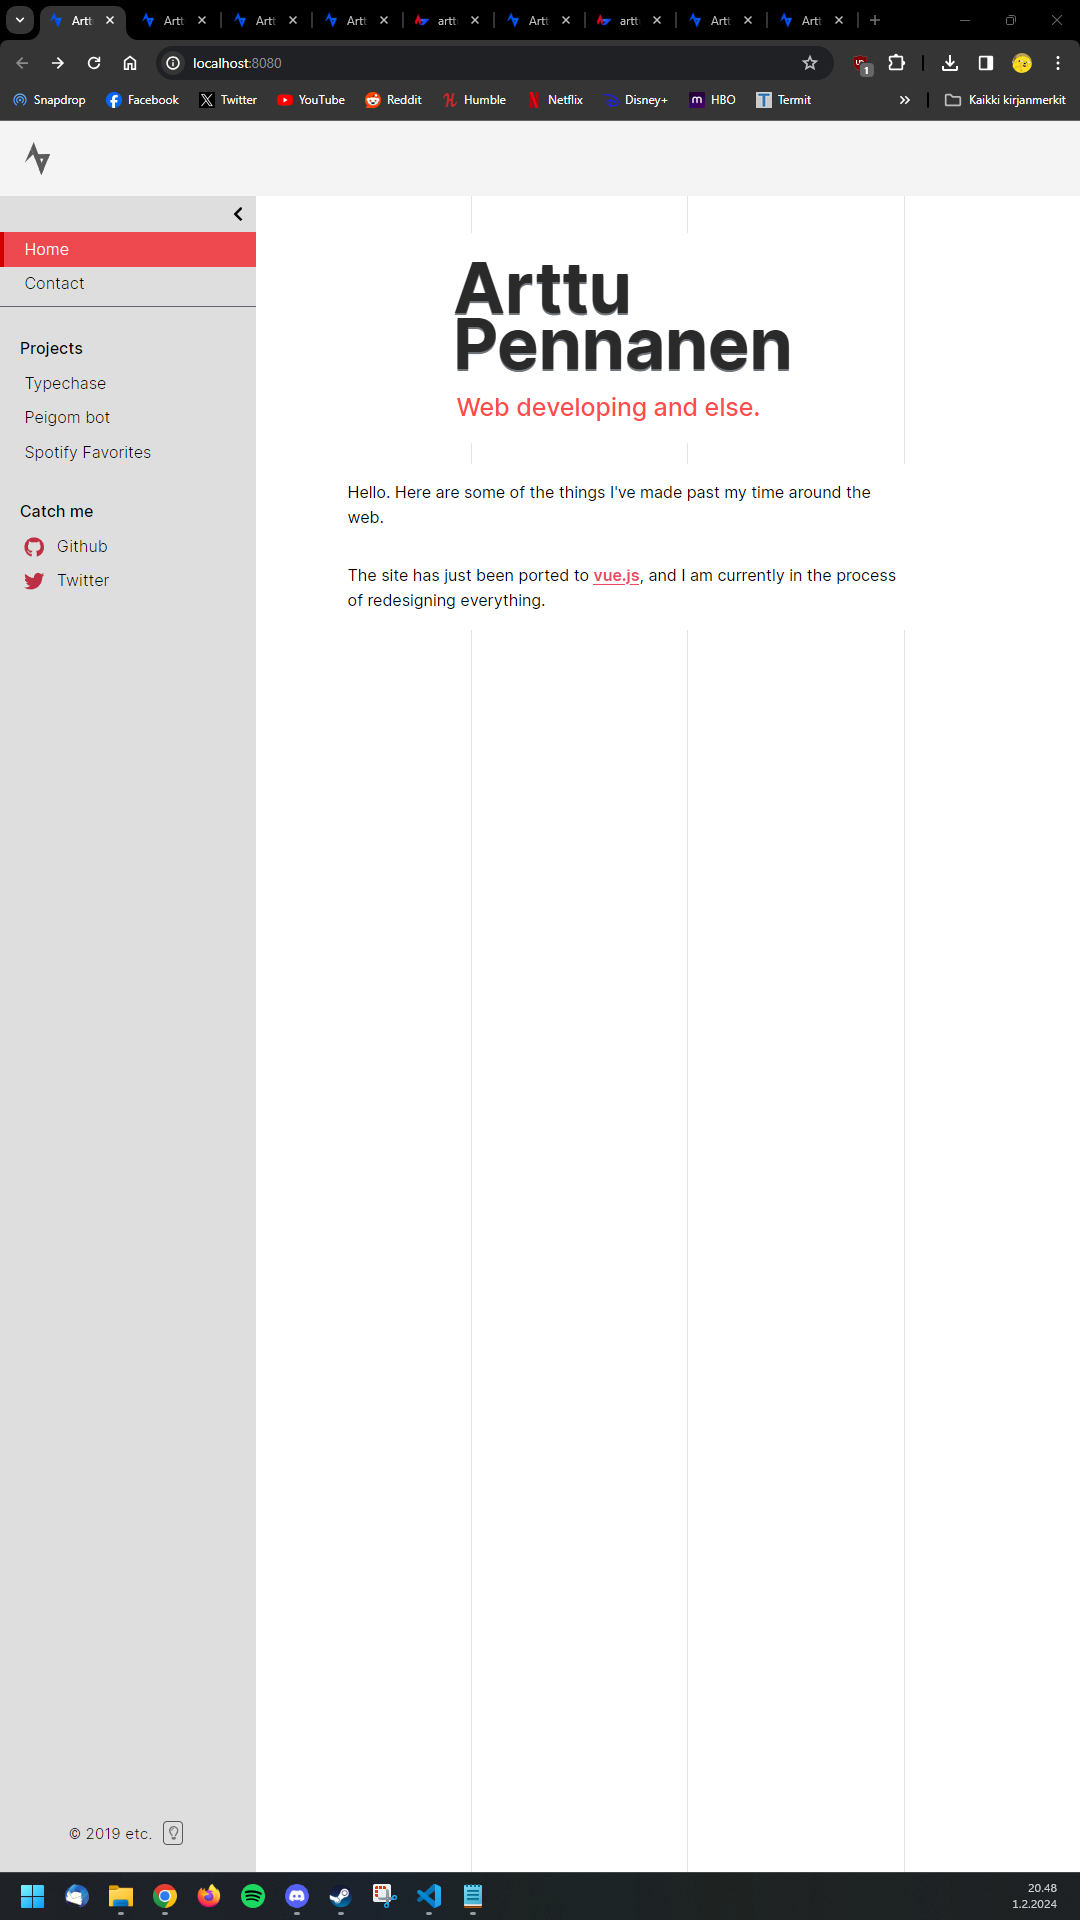 Artt
Artt
Artt
Artt
artt
Artt
artt
Artt
Artt
localhost:8080
1
Snapdrop
Facebook
Twitter
YouTube
Reddit
Humble
Netflix
Disney+
HBO
Termit
Kaikki kirjanmerkit
Home
Contact
Projects
Typechase
Peigom bot
Spotify Favorites
Catch me
Github
Twitter
Arttu
Pennanen
Web developing and else.
Hello. Here are some of the things I've made past my time around the
web.
The site has just been ported to vue.js, and I am currently in the process
of redesigning everything.
© 2019 etc.
20.48
1.2.2024